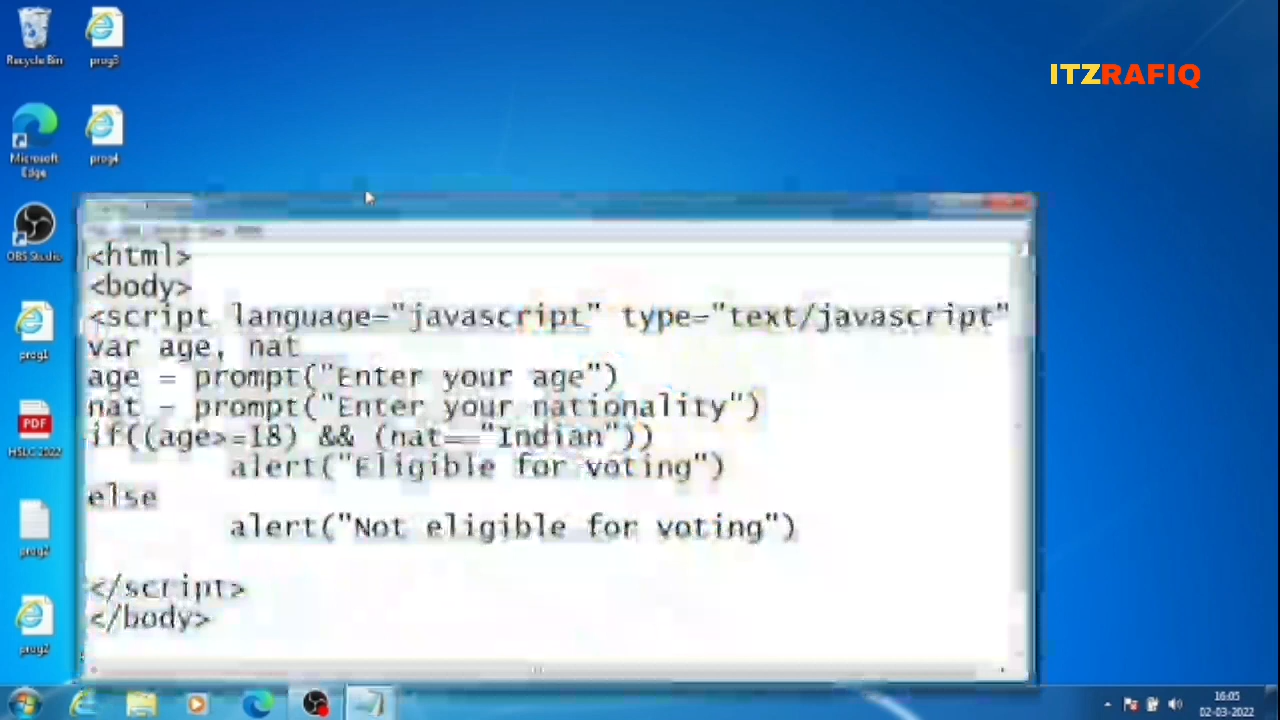 Recycle Bin
prog3
ITZRAFIQ
Microsoft
Edge
prog4
OBS Studio
<html>
<body>
<script language="javascript" type="text/javascript"
var age, nat
age = prompt("Enter your age")
nat = prompt("Enter your nationality")
if((age>=18) && (nat=="Indian"))
alert("Eligible for voting")
else
alert("Not eligible for voting")
</script>
</body>
prog1
PDF
HSLC 2022
prog2
prog2
16:05
02-03-2022